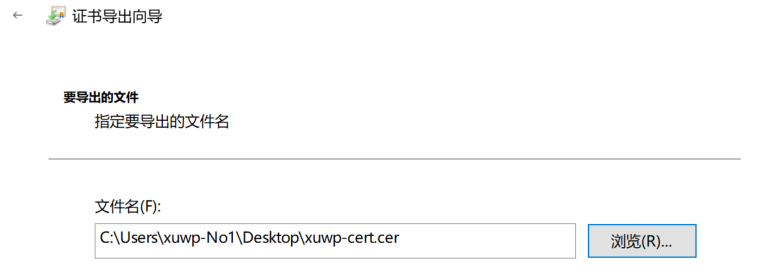 证书导出向导
要导出的文件
指定要导出的文件名
文件名(F):
C:\Users\xuwp-No1\Desktop\xuwp-cert.cer
浏览(R)...